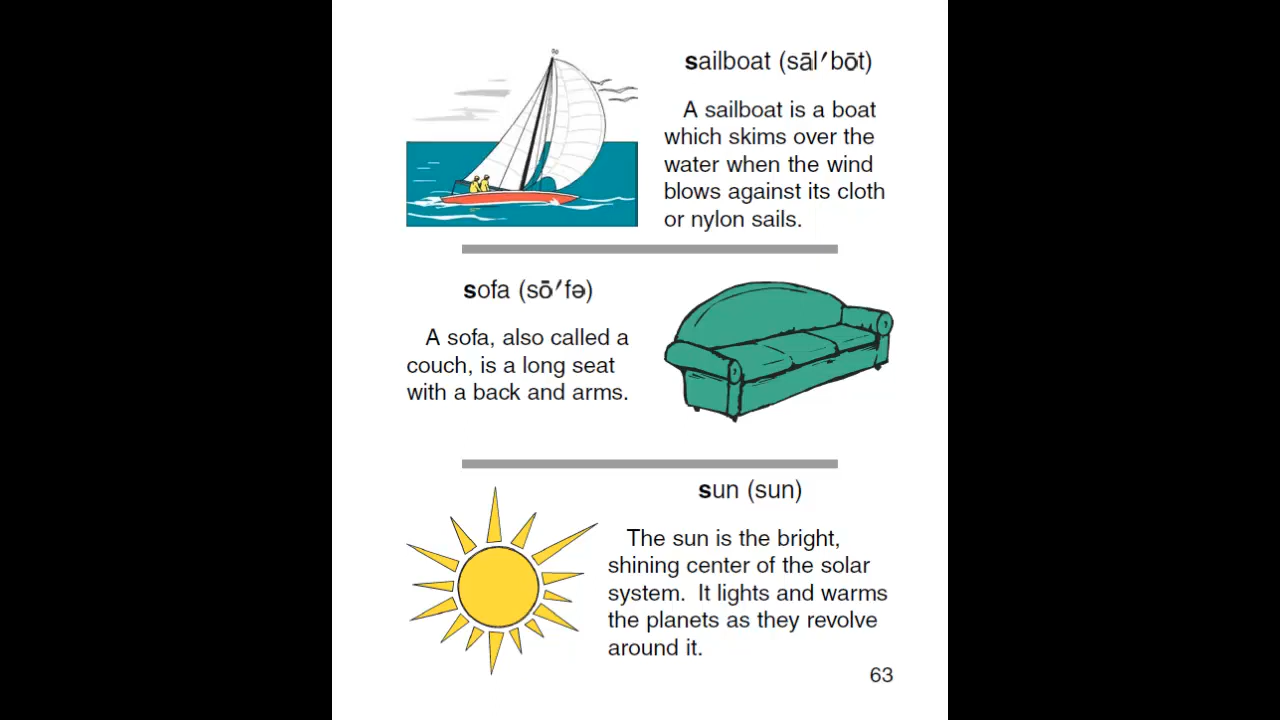 sailboat (sāl′bōt)
A sailboat is a boat
which skims over the
water when the wind
blows against its cloth
or nylon sails.
sofa (sō′fə)
A sofa, also called a
couch, is a long seat
with a back and arms.
sun (sun)
The sun is the bright,
shining center of the solar
system.  It lights and warms
the planets as they revolve
around it.
63